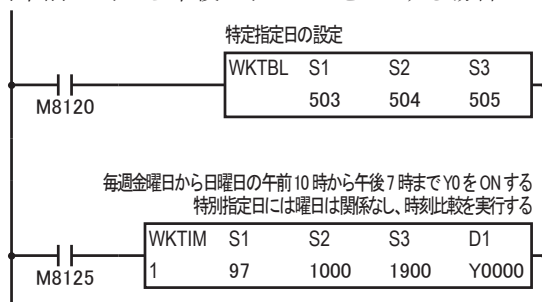 特定指定日の設定
WKTBL S1 S2 S3
503 504 505
M8120
毎週金曜日から日曜日の午前10時から午後7時までY0をONする
特別指定日には曜日は関係なし、時刻比較を実行する
WKTIM S1 S2 S3 D1
1 97 1000 1900 Y0000
M8125